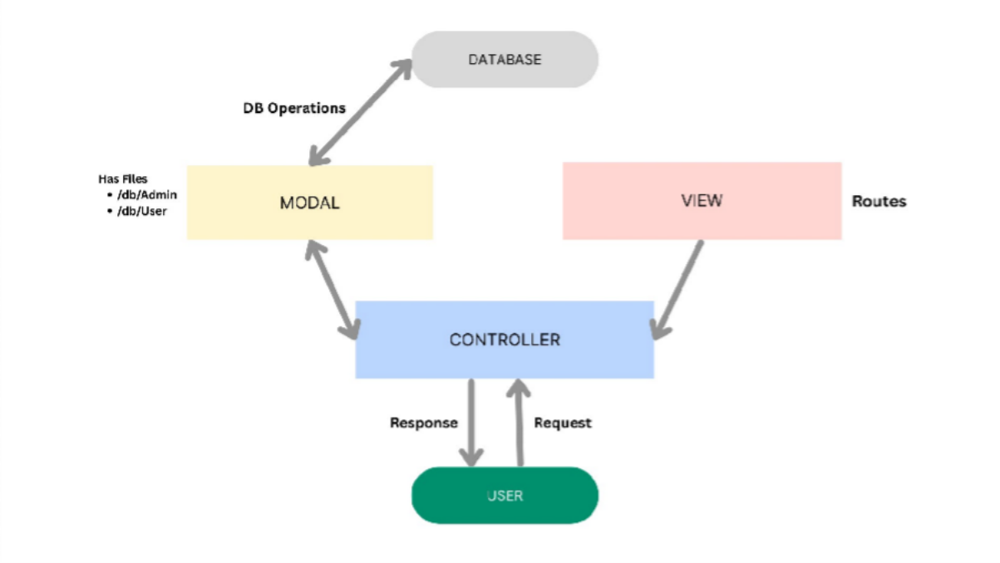 DATABASE
DB Operations
Has Files
• /db/Admin
• /db/User
MODAL
VIEW
Routes
CONTROLLER
Response
Request
USER